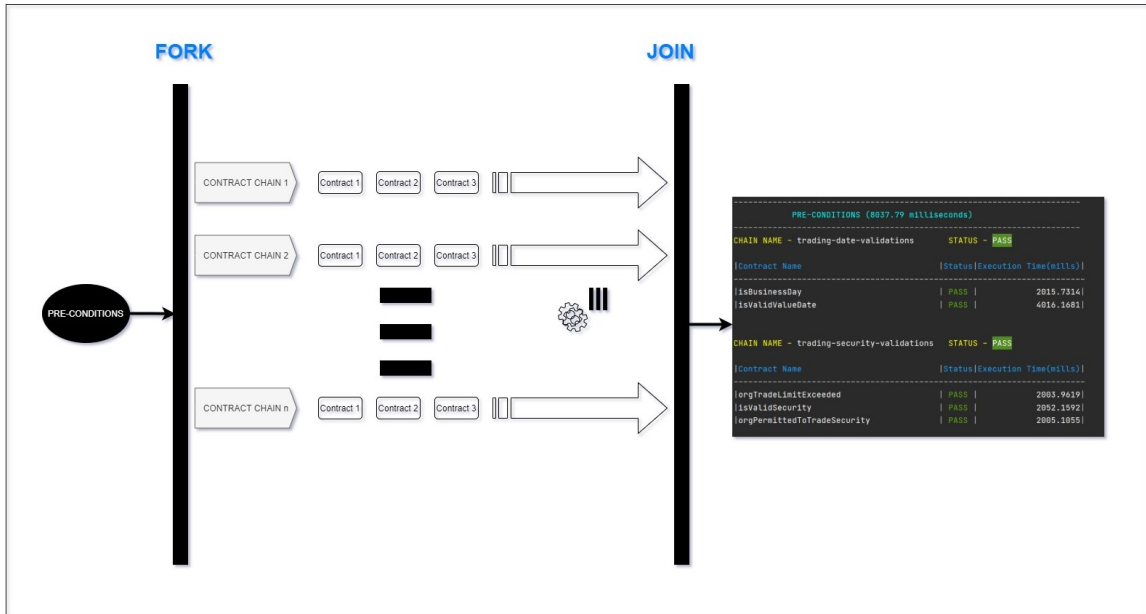 FORK
JOIN
CONTRACT CHAIN 1
Contract 1
Contract 2
Contract 3
CONTRACT CHAIN 2
Contract 1
Contract 2
Contract 3
PRE-CONDITIONS
CONTRACT CHAIN n
Contract 1
Contract 2
Contract 3
PRE-CONDITIONS (8037.79 milliseconds)
CHAIN NAME - trading-date-validations STATUS - PASS
|Contract Name |Status|Execution Time(mills)|
|isBusinessDay | PASS | 2015.7314|
|isValidValueDate | PASS | 4016.1681|
CHAIN NAME - trading-security-validations STATUS - PASS
|Contract Name |Status|Execution Time(mills)|
|orgTradeLimitExceeded | PASS | 2003.9619|
|isValidSecurity | PASS | 2052.1592|
|orgPermittedToTradeSecurity | PASS | 2005.1055|